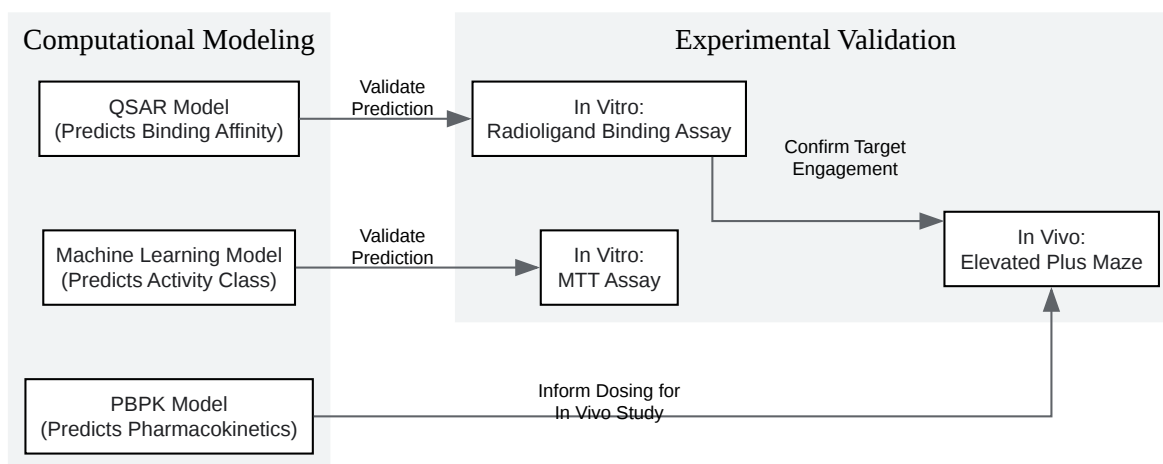 Computational Modeling
Experimental Validation
QSAR Model
(Predicts Binding Affinity)
Validate
Prediction
In Vitro:
Radioligand Binding Assay
Confirm Target
Engagement
Machine Learning Model
(Predicts Activity Class)
Validate
Prediction
In Vitro:
MTT Assay
In Vivo:
Elevated Plus Maze
PBPK Model
(Predicts Pharmacokinetics)
Inform Dosing for
In Vivo Study